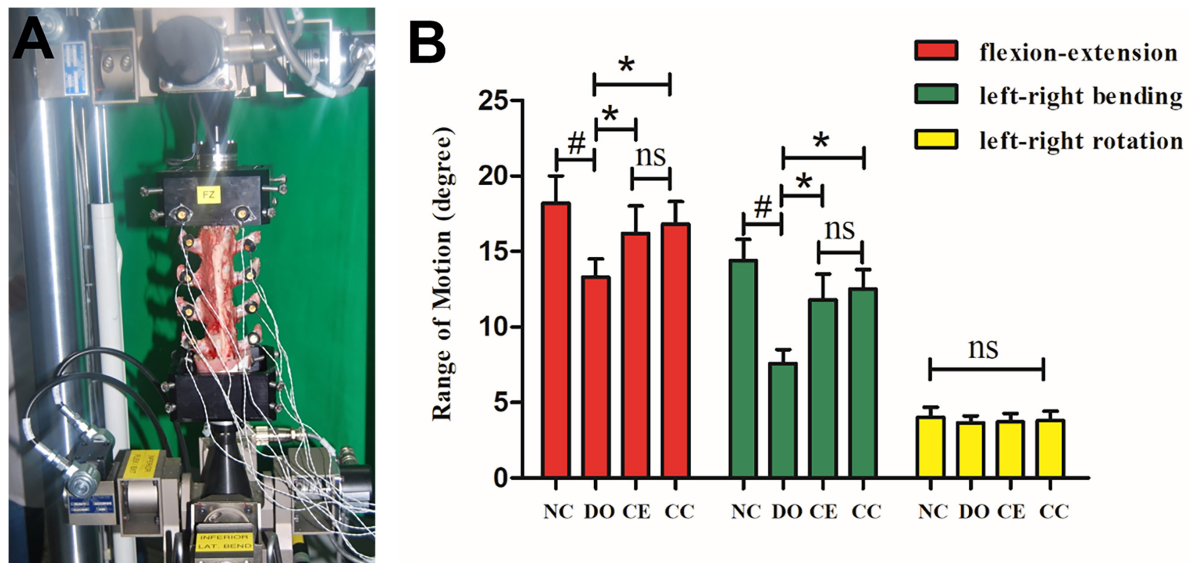 A
FZ
INFERIOR
LAT. BEND
B
flexion-extension
left-right bending
left-right rotation
Range of Motion (degree)
25
20
15
10
5
0
*
# * ns
*
# * ns
ns
NC DO CE CC
NC DO CE CC
NC DO CE CC